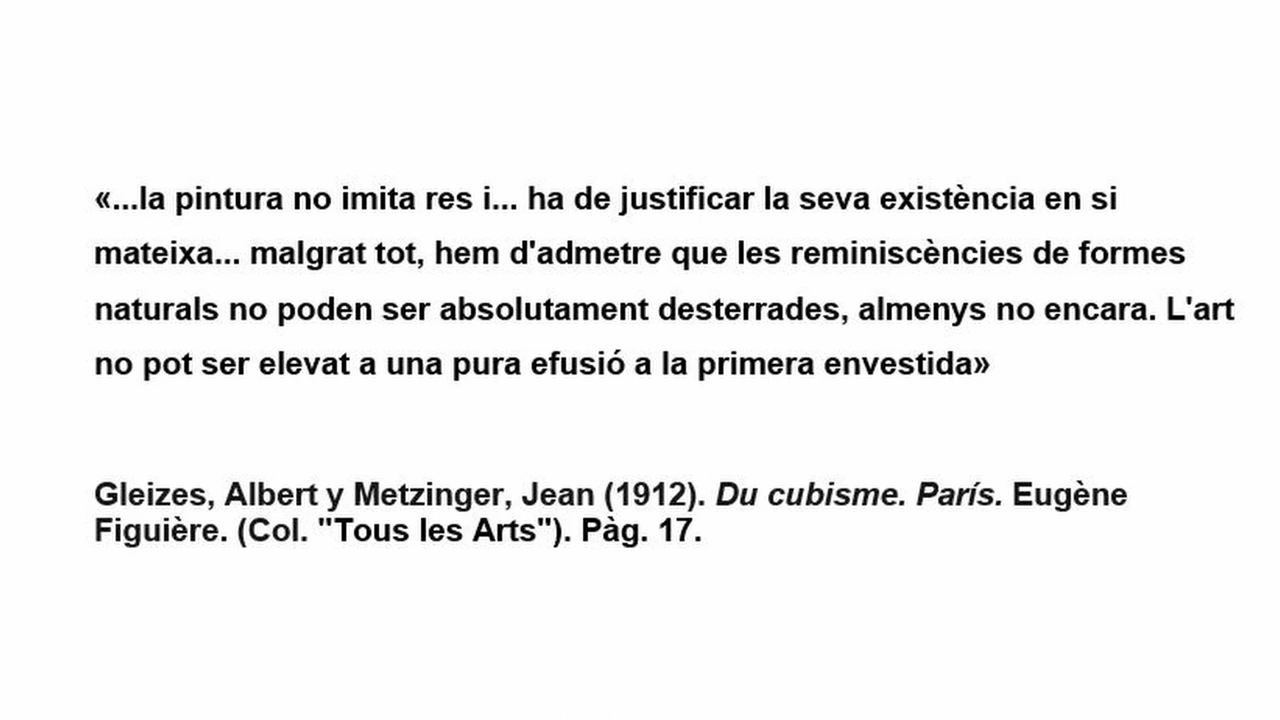 «...la pintura no imita res i... ha de justificar la seva existència en si
mateixa... malgrat tot, hem d'admetre que les reminiscències de formes
naturals no poden ser absolutament desterrades, almenys no encara. L'art
no pot ser elevat a una pura efusió a la primera envestida»
Gleizes, Albert y Metzinger, Jean (1912). Du cubisme. París. Eugène
Figuière. (Col. "Tous les Arts"). Pàg. 17.